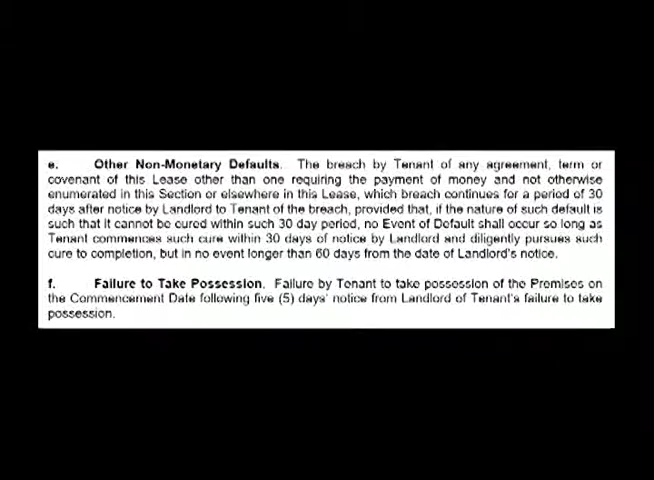 e. Other Non-Monetary Defaults. The breach by Tenant of any agreement, term or
covenant of this Lease other than one requiring the payment of money and not otherwise
enumerated in this Section or elsewhere in this Lease, which breach continues for a period of 30
days after notice by Landlord to Tenant of the breach, provided that, if the nature of such default is
such that it cannot be cured within such 30 day period, no Event of Default shall occur so long as
Tenant commences such cure within 30 days of notice by Landlord and diligently pursues such
cure to completion, but in no event longer than 60 days from the date of Landlord's notice.
f. Failure to Take Possession. Failure by Tenant to take possession of the Premises on
the Commencement Date following five (5) days' notice from Landlord of Tenant's failure to take
possession.